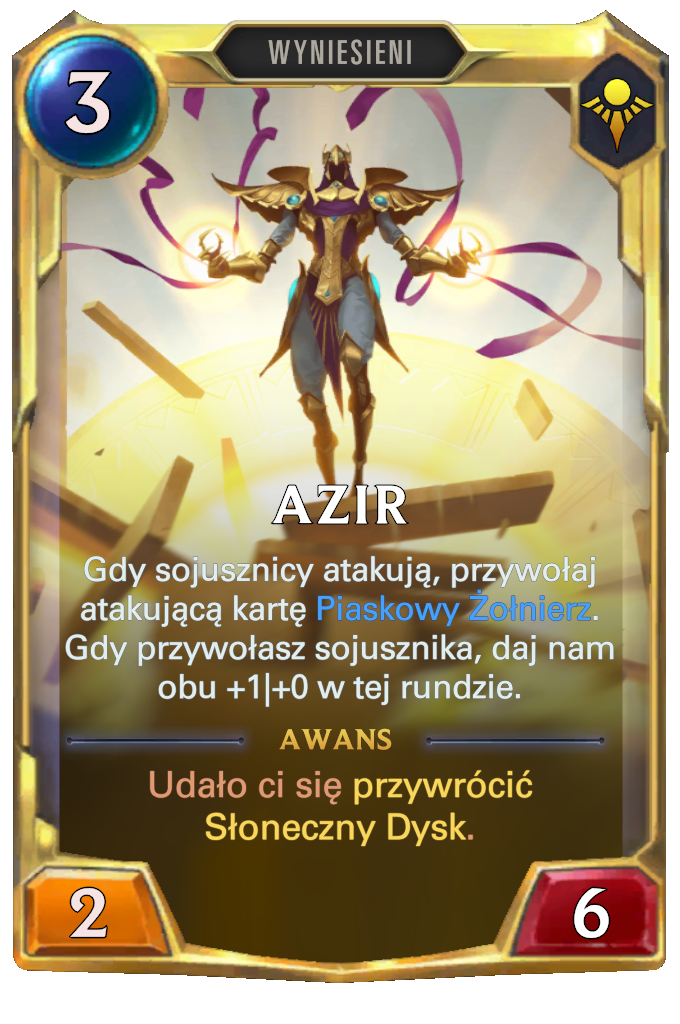 WYNIESIENI
3
AZIR
Gdy sojusznicy atakują, przywołaj
atakującą kartę Piaskowy Żołnierz.
Gdy przywołasz sojusznika, daj nam
obu +1|+0 w tej rundzie.
AWANS
Udało ci się przywrócić
Słoneczny Dysk.
2
6